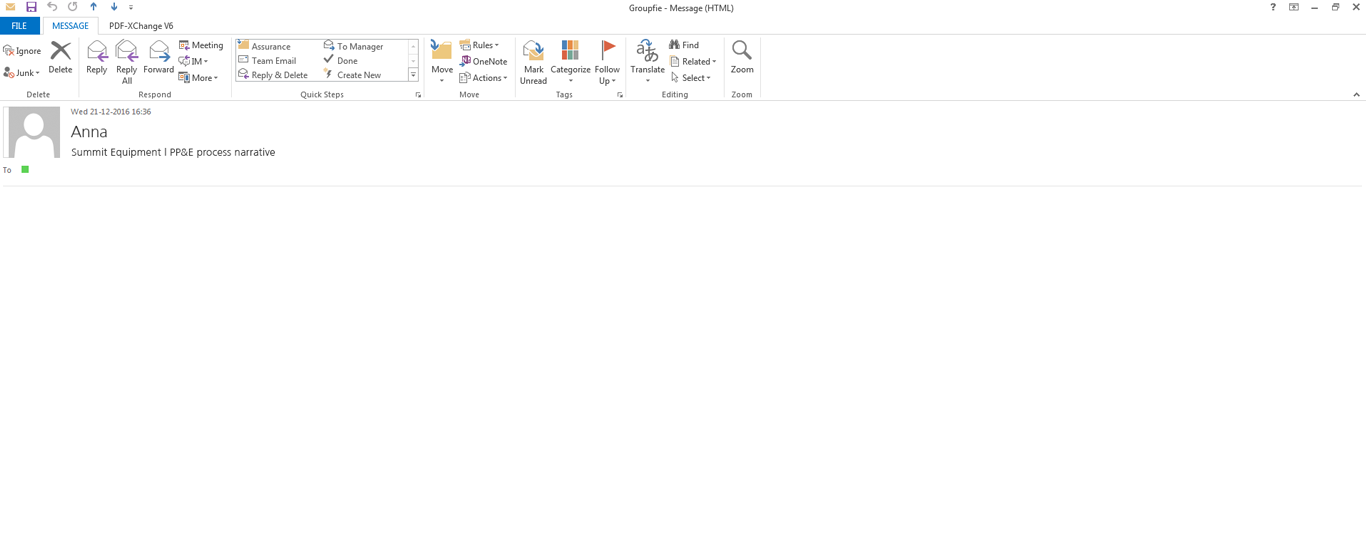 Groupfie - Message (HTML)
?
FILE
MESSAGE
PDF-XChange V6
Ignore
Junk
Delete
Delete
Reply
Reply All
Forward
Meeting
IM
More
Respond
Assurance
Team Email
Reply & Delete
To Manager
Done
Create New
Quick Steps
Move
Rules
OneNote
Actions
Move
Mark Unread
Categorize
Follow Up
Tags
Translate
Find
Related
Select
Editing
Zoom
Zoom
Wed 21-12-2016 16:36
Anna
Summit Equipment l PP&E process narrative
To